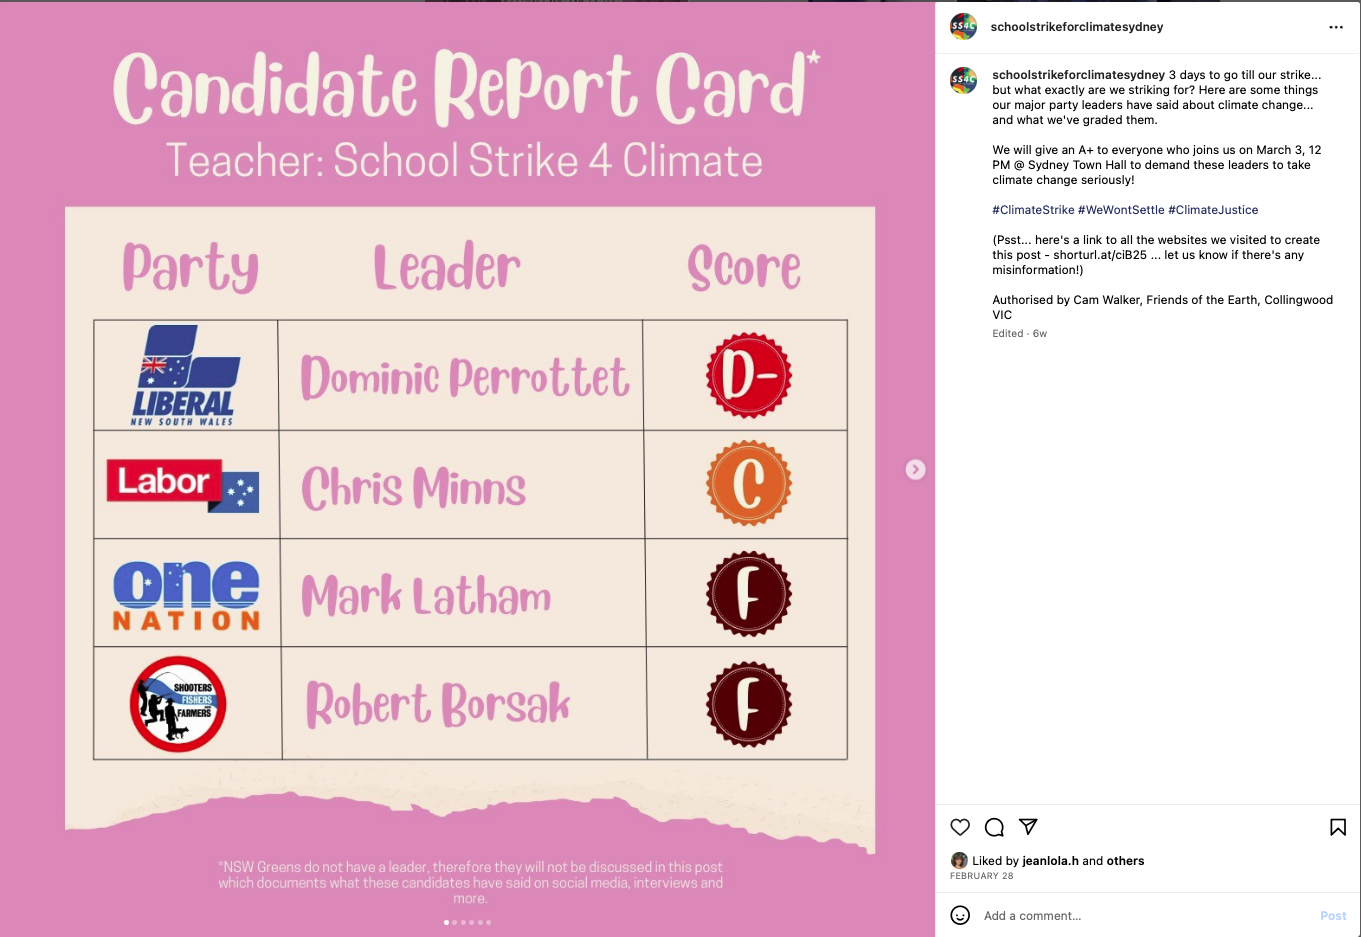 Candidate Report Card*
Teacher: School Strike 4 Climate
Party Leader Score
LIBERAL
NEW SOUTH WALES
Dominic Perrottet
D-
Labor
Chris Minns
C
one
NATION
Mark Latham
F
SHOOTERS
FISHERS
AND
FARMERS
Robert Borsak
F
*NSW Greens do not have a leader, therefore they will not be discussed in this post
which documents what these candidates have said on social media, interviews and
more.
SS4C
schoolstrikeforclimatesydney
SS4C
schoolstrikeforclimatesydney 3 days to go till our strike...
but what exactly are we striking for? Here are some things
our major party leaders have said about climate change...
and what we've graded them.
We will give an A+ to everyone who joins us on March 3, 12
PM @ Sydney Town Hall to demand these leaders to take
climate change seriously!
#ClimateStrike #WeWontSettle #ClimateJustice
(Psst... here's a link to all the websites we visited to create
this post - shorturl.at/ciB25 ... let us know if there's any
misinformation!)
Authorised by Cam Walker, Friends of the Earth, Collingwood
VIC
Edited · 6w
Liked by jeanlola.h and others
FEBRUARY 28
Add a comment...
Post